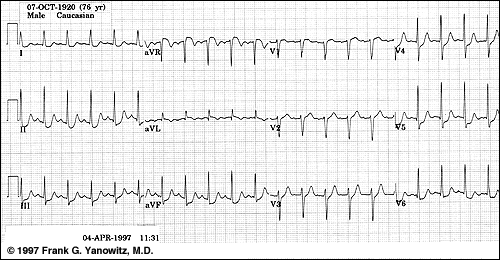 07-OCT-1920 (76 yr)
Male Caucasian
I aVR V1 V4
II aVL V2 V5
III aVF V3 V6
04-APR-1997 11:31
© 1997 Frank G. Yanowitz, M.D.